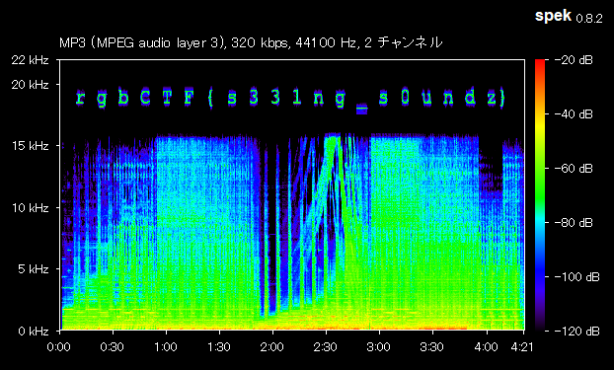 spek 0.8.2
MP3 (MPEG audio layer 3), 320 kbps, 44100 Hz, 2 チャンネル
22 kHz
20 kHz
15 kHz
10 kHz
5 kHz
0 kHz
rgbCTF{s331ng_s0undz}
0:00 0:30 1:00 1:30 2:00 2:30 3:00 3:30 4:00 4:21
-20 dB
-40 dB
-60 dB
-80 dB
-100 dB
-120 dB